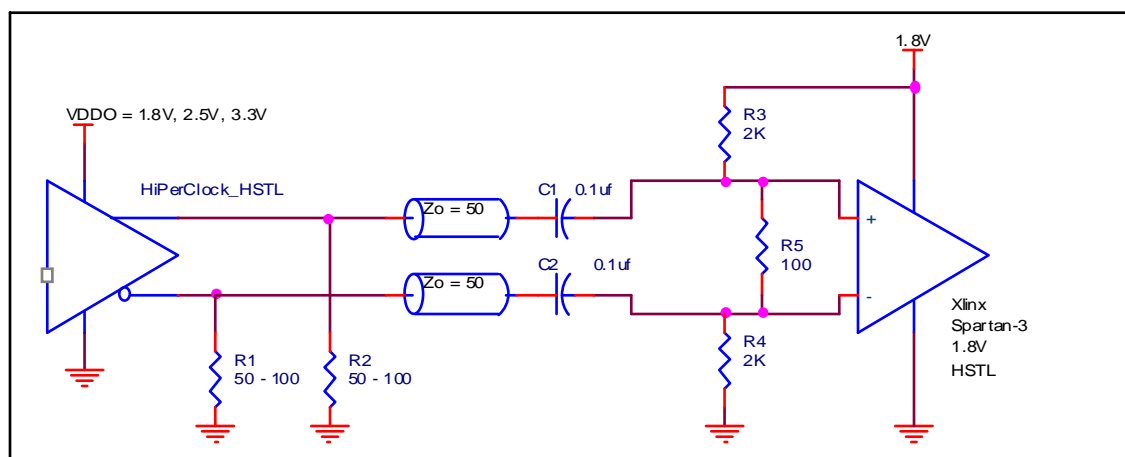 1.8V
VDDO = 1.8V, 2.5V, 3.3V
R3
2K
HiPerClock_HSTL
C1 0.1uf
Zo = 50
+
R5
100
C2 0.1uf
Zo = 50
-
Xlinx
Spartan-3
1.8V
HSTL
R4
2K
R1
50 - 100
R2
50 - 100